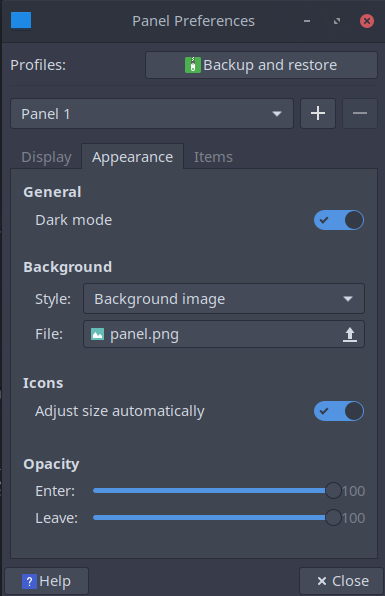 Panel Preferences
Profiles: Backup and restore
Panel 1
Display Appearance Items
General
Dark mode
Background
Style: Background image
File: panel.png
Icons
Adjust size automatically
Opacity
Enter: 100
Leave: 100
? Help × Close